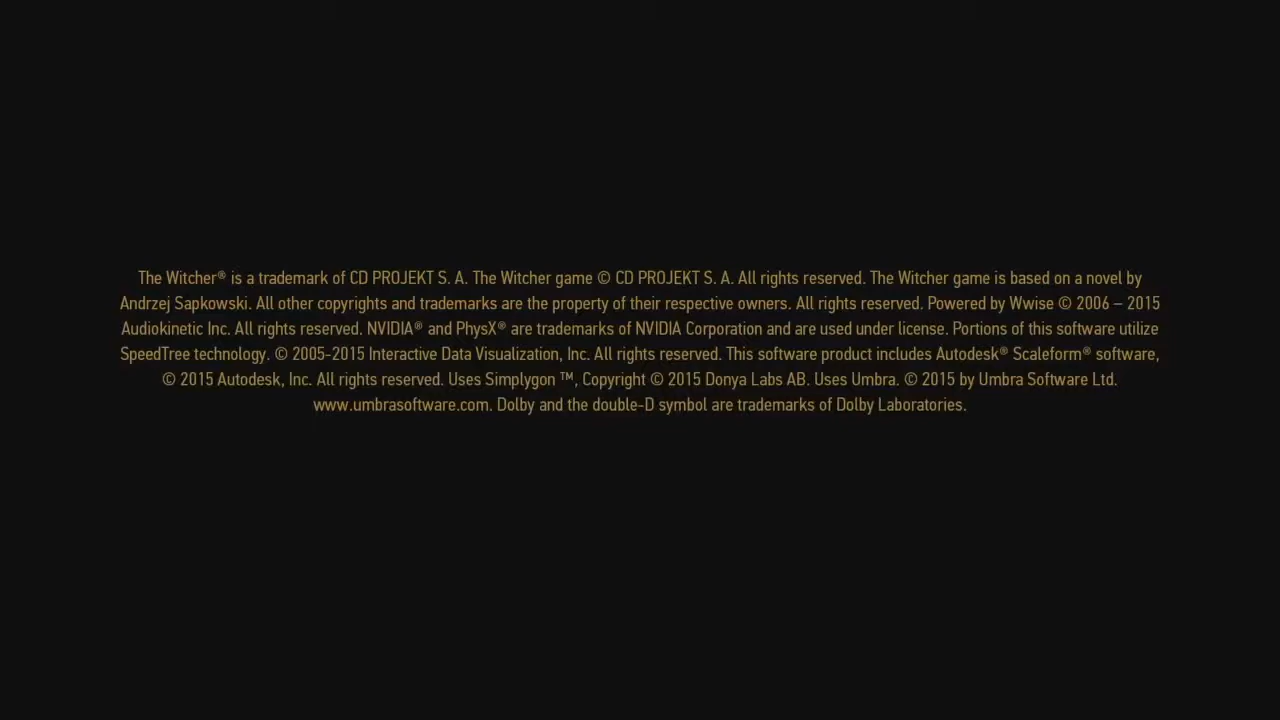 The Witcher® is a trademark of CD PROJEKT S. A. The Witcher game © CD PROJEKT S. A. All rights reserved. The Witcher game is based on a novel by
Andrzej Sapkowski. All other copyrights and trademarks are the property of their respective owners. All rights reserved. Powered by Wwise © 2006 – 2015
Audiokinetic Inc. All rights reserved. NVIDIA® and PhysX® are trademarks of NVIDIA Corporation and are used under license. Portions of this software utilize
SpeedTree technology. © 2005-2015 Interactive Data Visualization, Inc. All rights reserved. This software product includes Autodesk® Scaleform® software,
© 2015 Autodesk, Inc. All rights reserved. Uses Simplygon ™, Copyright © 2015 Donya Labs AB. Uses Umbra. © 2015 by Umbra Software Ltd.
www.umbrasoftware.com. Dolby and the double-D symbol are trademarks of Dolby Laboratories.